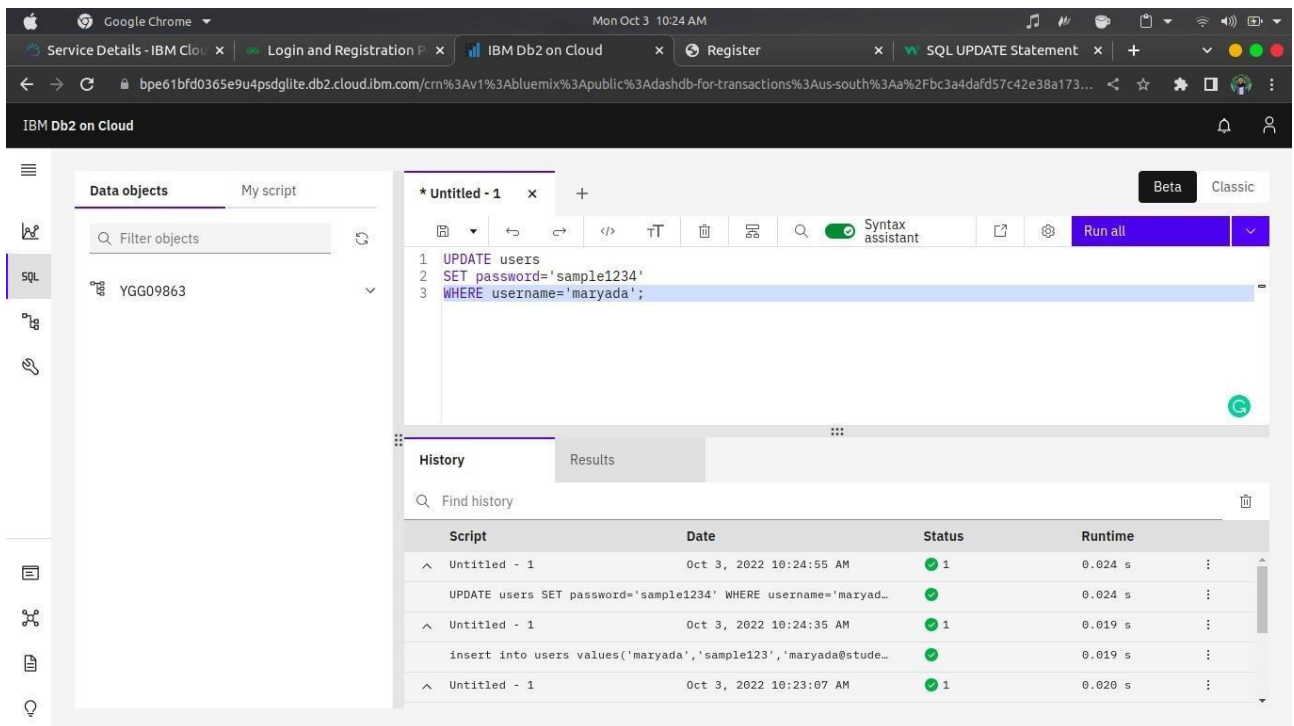 Google Chrome
Mon Oct 3 10:24 AM
Service Details - IBM Clou
Login and Registration P
IBM Db2 on Cloud
Register
SQL UPDATE Statement
bpe61bfd0365e9u4psdglite.db2.cloud.ibm.com/crn%3Av1%3Abluemix%3Apublic%3Adashdb-for-transactions%3Aus-south%3Aa%2Fbc3a4dafd57c42e38a173...
IBM Db2 on Cloud
Data objects
My script
* Untitled - 1
Beta
Classic
Filter objects
Syntax assistant
Run all
SQL
YGG09863
1 UPDATE users
2 SET password='sample1234'
3 WHERE username='maryada';
History
Results
Find history
Script Date Status Runtime
Untitled - 1 Oct 3, 2022 10:24:55 AM 1 0.024 s
UPDATE users SET password='sample1234' WHERE username='maryad… 0.024 s
Untitled - 1 Oct 3, 2022 10:24:35 AM 1 0.019 s
insert into users values('maryada','sample123','maryada@stude… 0.019 s
Untitled - 1 Oct 3, 2022 10:23:07 AM 1 0.020 s